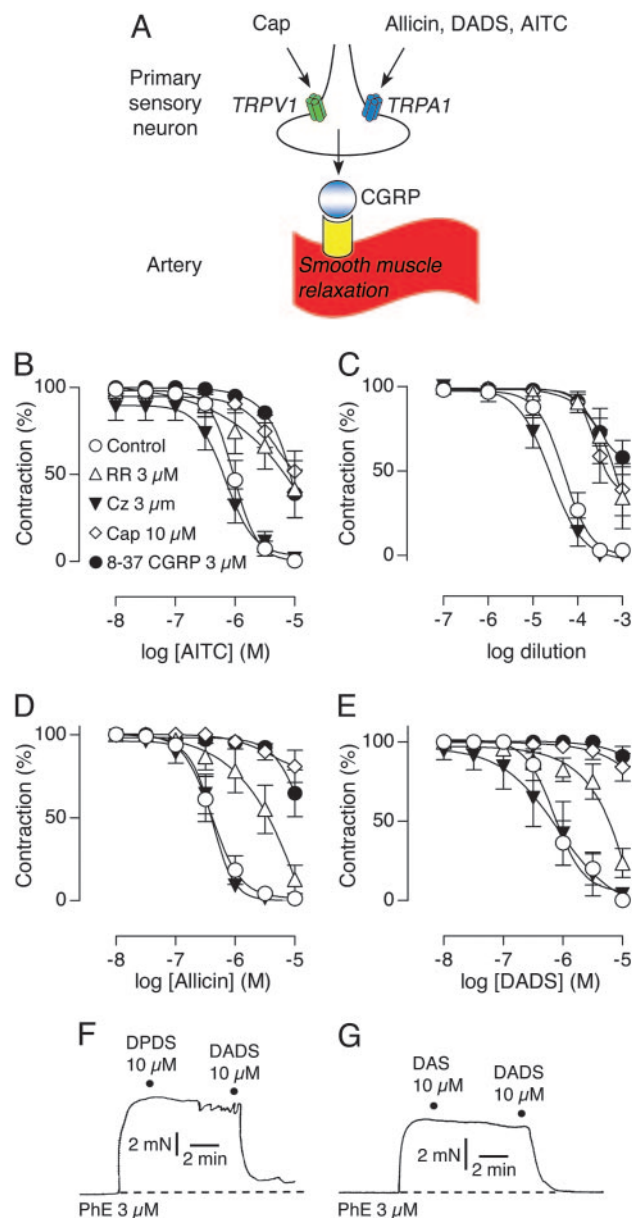 A
Cap
Allicin, DADS, AITC
Primary
sensory
neuron
TRPV1
TRPA1
CGRP
Artery
Smooth muscle
relaxation
B
Contraction (%)
100
50
0
Control
RR 3 µM
Cz 3 µm
Cap 10 µM
8-37 CGRP 3 µM
-8 -7 -6 -5
log [AITC] (M)
C
Contraction (%)
100
50
0
-7 -6 -5 -4 -3
log dilution
D
Contraction (%)
100
50
0
-8 -7 -6 -5
log [Allicin] (M)
E
Contraction (%)
100
50
0
-8 -7 -6 -5
log [DADS] (M)
F
DPDS
10 µM
DADS
10 µM
2 mN
2 min
PhE 3 µM
G
DAS
10 µM
DADS
10 µM
2 mN
2 min
PhE 3 µM